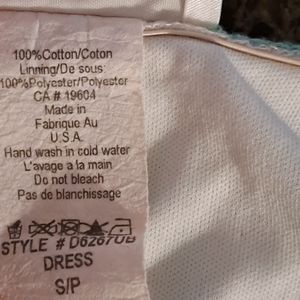 100%Cotton/Coton
Linning/De sous:
100%Polyester/Polyester
CA # 19604
Made in
Fabrique Au
U.S.A.
Hand wash in cold water
L'avage a la main
Do not bleach
Pas de blanchissage
STYLE # D6267UB
DRESS
S/P